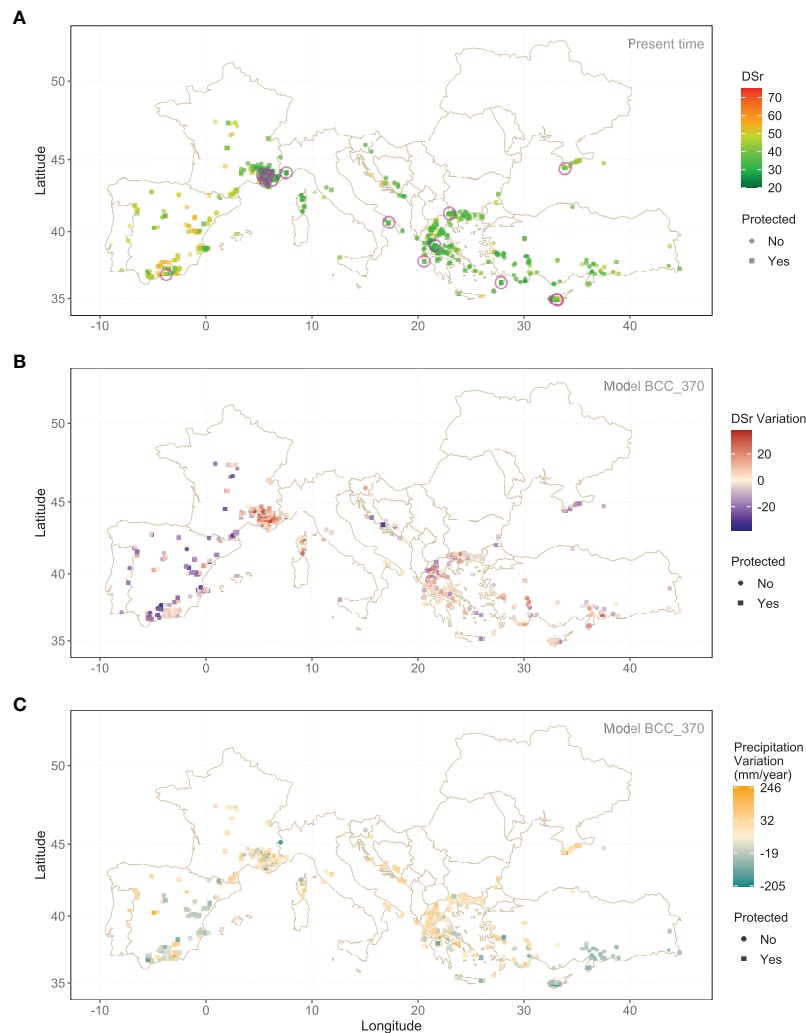 A
Present time
50
45
40
35
Latitude
-10
0
10
20
30
40
DSr
70
60
50
40
30
20
Protected
No
Yes
B
Model BCC_370
50
45
40
35
Latitude
-10
0
10
20
30
40
DSr Variation
20
0
-20
Protected
No
Yes
C
Model BCC_370
50
45
40
35
Latitude
-10
0
10
20
30
40
Longitude
Precipitation
Variation
(mm/year)
246
32
-19
-205
Protected
No
Yes